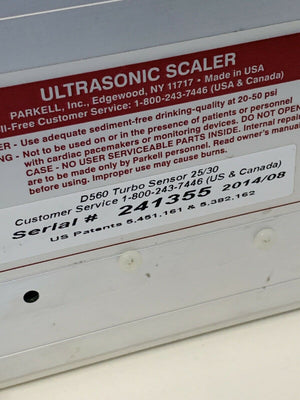 ULTRASONIC SCALER
PARKELL, Inc., Edgewood, NY 11717 • Made in USA
ll-Free Customer Service: 1-800-243-7446 (USA & Canada)
ER - Use adequate sediment-free drinking-quality at 20-50 psi
NG - Not to be used on or in the presence of patients or personnel
with cardiac pacemakers or monitoring devices. DO NOT OPEN
CASE - NO USER SERVICEABLE PARTS INSIDE. Internal repairs
are to be made only by Parkell personnel. Read owner's manual
before using. Improper use may cause burns.
D560 Turbo Sensor 25/30
Customer Service 1-800-243-7446 (US & Canada)
Serial # 241355 2014/08
US Patents 5,451,161 & 5,382,162